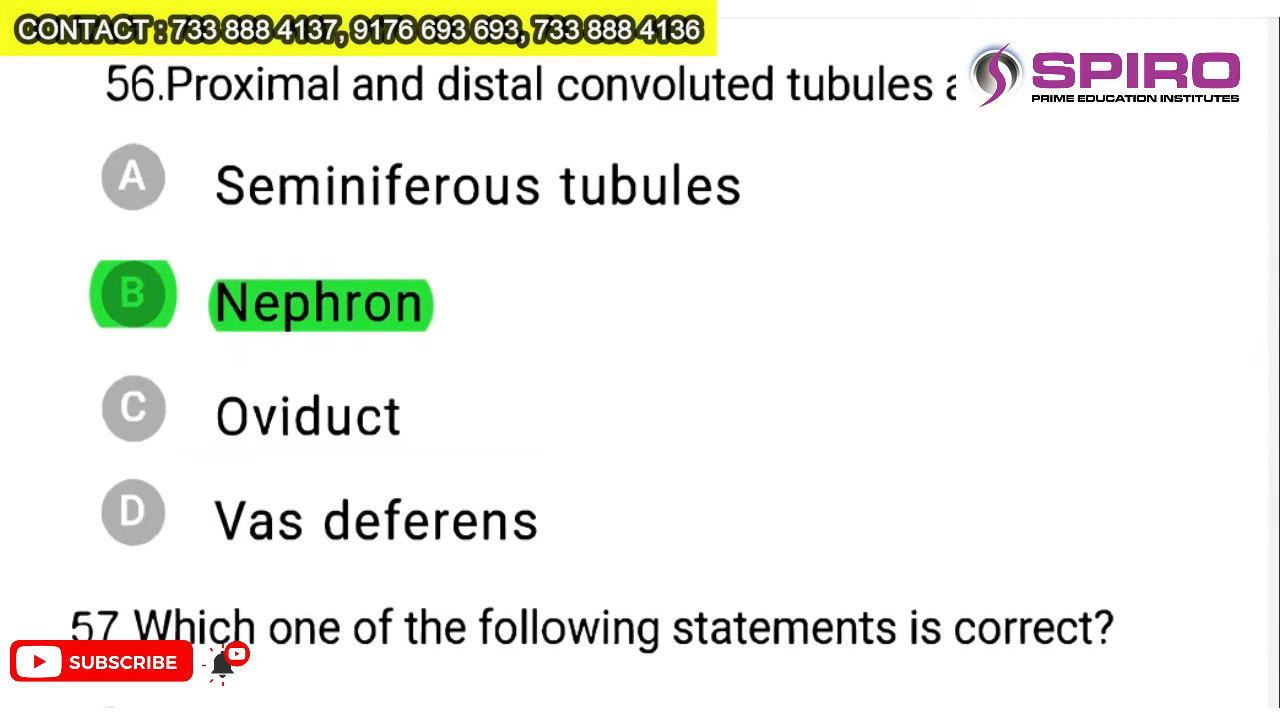 CONTACT : 733 888 4137, 9176 693 693, 733 888 4136
SPIRO
PRIME EDUCATION INSTITUTES
56.Proximal and distal convoluted tubules
A Seminiferous tubules
B Nephron
C Oviduct
D Vas deferens
57 Which one of the following statements is correct?
SUBSCRIBE